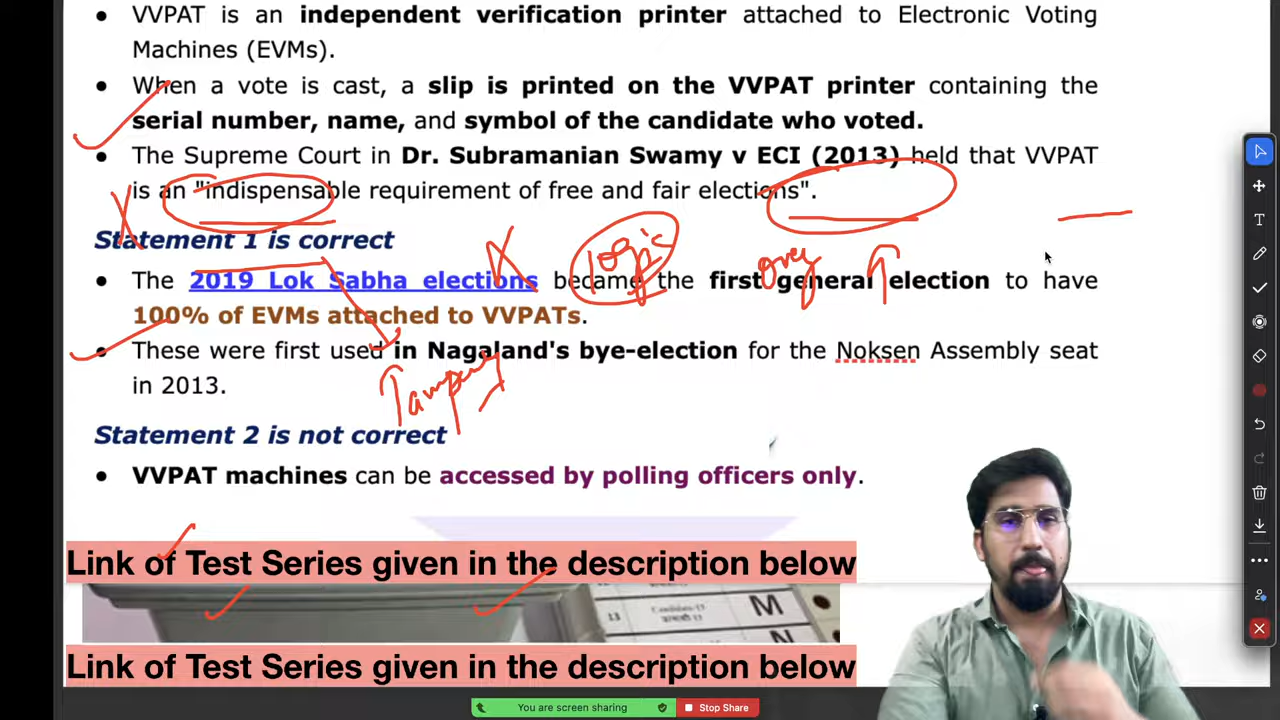 ● VVPAT is an independent verification printer attached to Electronic Voting
Machines (EVMs).
● When a vote is cast, a slip is printed on the VVPAT printer containing the
serial number, name, and symbol of the candidate who voted.
● The Supreme Court in Dr. Subramanian Swamy v ECI (2013) held that VVPAT
is an "indispensable requirement of free and fair elections".
Statement 1 is correct
logic
● The 2019 Lok Sabha elections became the first general election to have
100% of EVMs attached to VVPATs.
● These were first used in Nagaland's bye-election for the Noksen Assembly seat
in 2013.
Statement 2 is not correct
● VVPAT machines can be accessed by polling officers only.
Link of Test Series given in the description below
13 Candidate-13 M
N
Link of Test Series given in the description below
You are screen sharing Stop Share